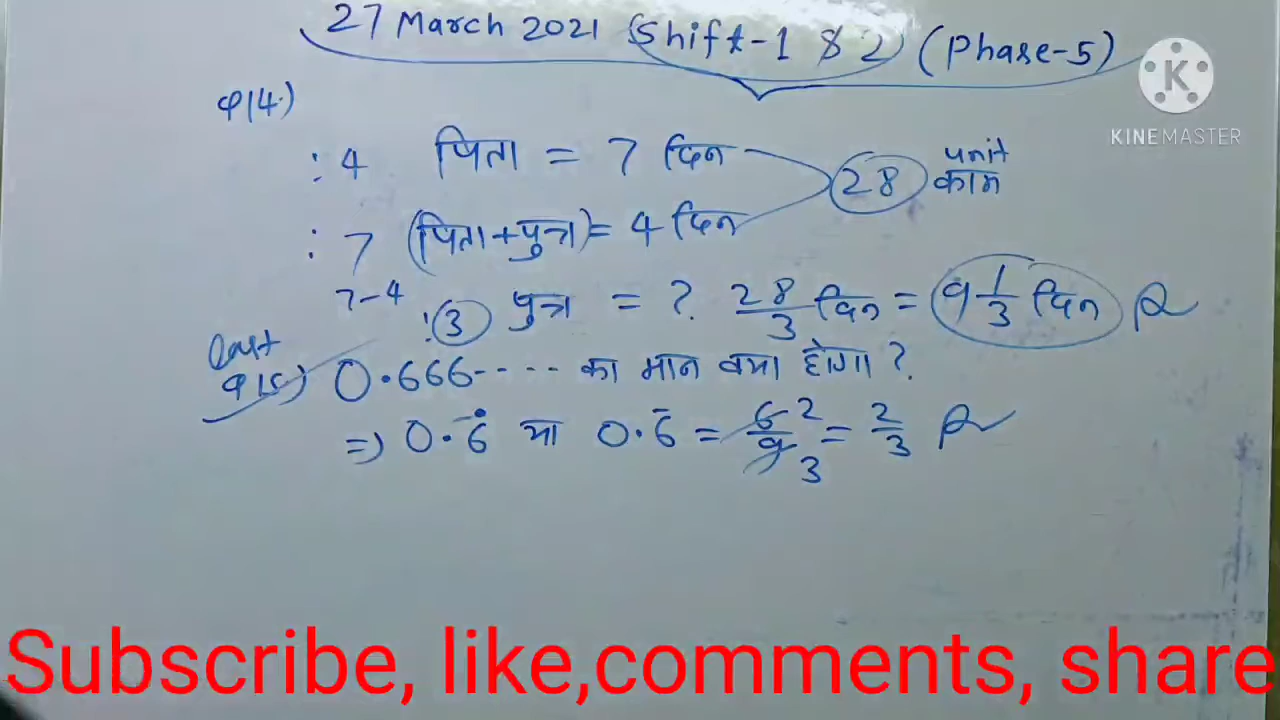 27 March 2021 (Shift-1 & 2) (Phase-5)
KINEMASTER
Q(4.)
: 4 पिता = 7 दिन
28 unit काम
: 7 (पिता+पुत्र) = 4 दिन
7-4
: 3 पुत्र = ? 28/3 दिन = 9 1/3 दिन
last
Q(5) 0.666---- का मान क्या होगा ?
=> 0.6̇ या 0.6̄ = 6/9 2 3 = 2/3
Subscribe, like,comments, share